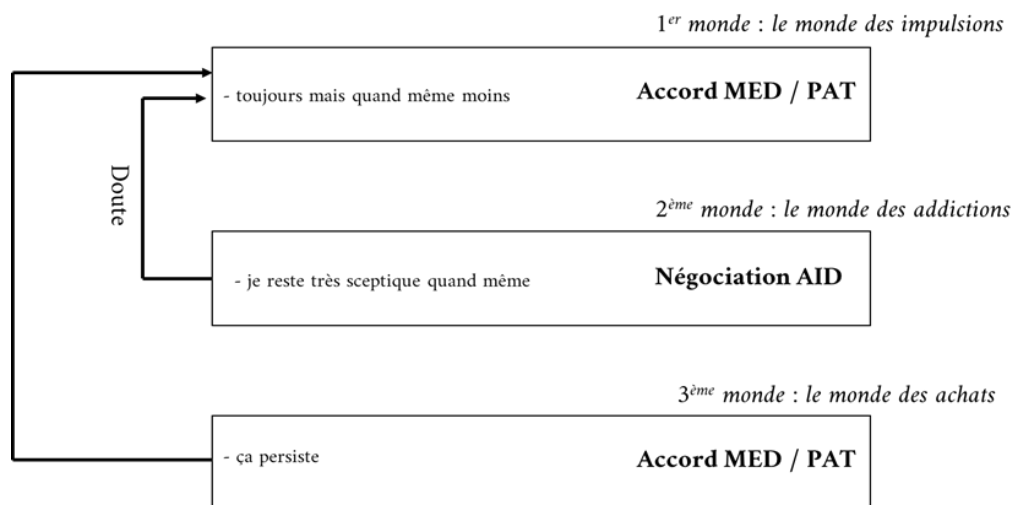 1er monde : le monde des impulsions
- toujours mais quand même moins
Accord MED / PAT
Doute
2ème monde : le monde des addictions
- je reste très sceptique quand même
Négociation AID
3ème monde : le monde des achats
- ça persiste
Accord MED / PAT